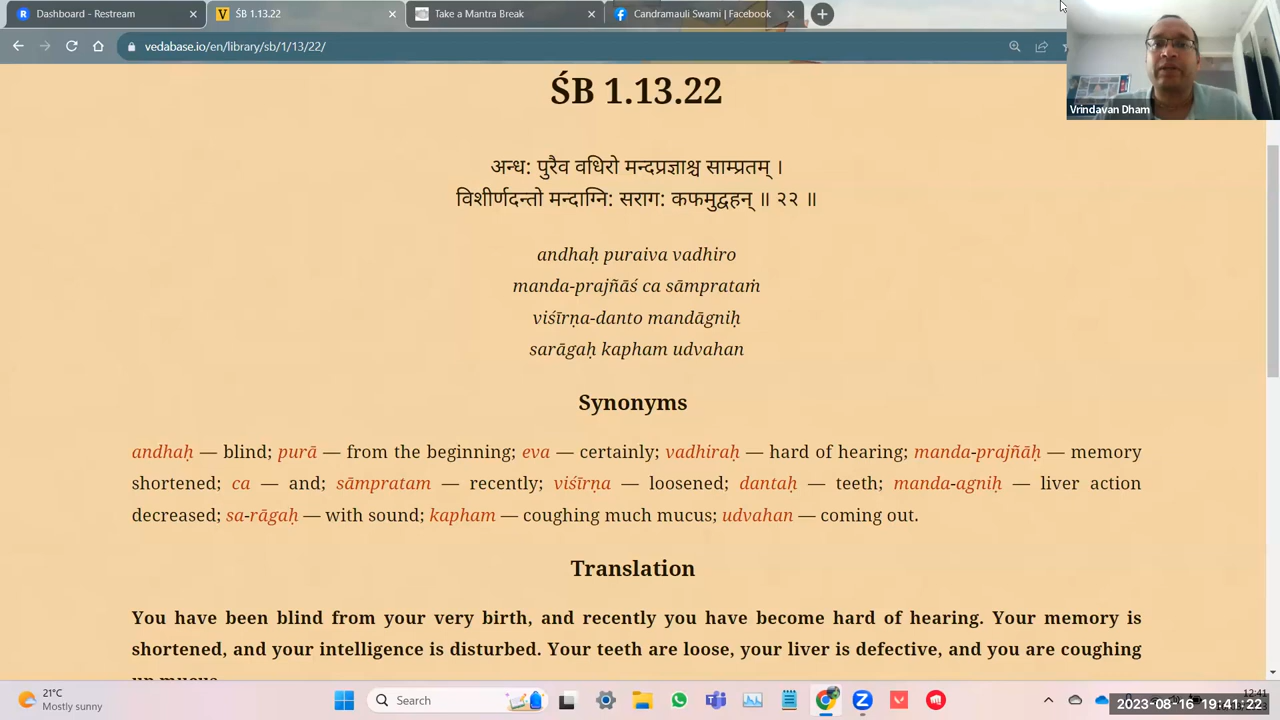 Dashboard - Restream
ŚB 1.13.22
Take a Mantra Break
Candramauli Swami | Facebook
vedabase.io/en/library/sb/1/13/22/
Vrindavan Dham
ŚB 1.13.22
अन्ध: पुरैव वधिरो मन्दप्रज्ञाश्च साम्प्रतम् ।
विशीर्णदन्तो मन्दाग्नि: सराग: कफमुद्वहन् ॥ २२ ॥
andhaḥ puraiva vadhiro
manda-prajñāś ca sāmprataṁ
viśīrṇa-danto mandāgniḥ
sarāgaḥ kapham udvahan
Synonyms
andhaḥ — blind; purā — from the beginning; eva — certainly; vadhiraḥ — hard of hearing; manda-prajñāḥ — memory
shortened; ca — and; sāmpratam — recently; viśīrṇa — loosened; dantaḥ — teeth; manda-agniḥ — liver action
decreased; sa-rāgaḥ — with sound; kapham — coughing much mucus; udvahan — coming out.
Translation
You have been blind from your very birth, and recently you have become hard of hearing. Your memory is
shortened, and your intelligence is disturbed. Your teeth are loose, your liver is defective, and you are coughing
up mucus.
21°C
Mostly sunny
Search
12:41
2023-08-16 19:41:22